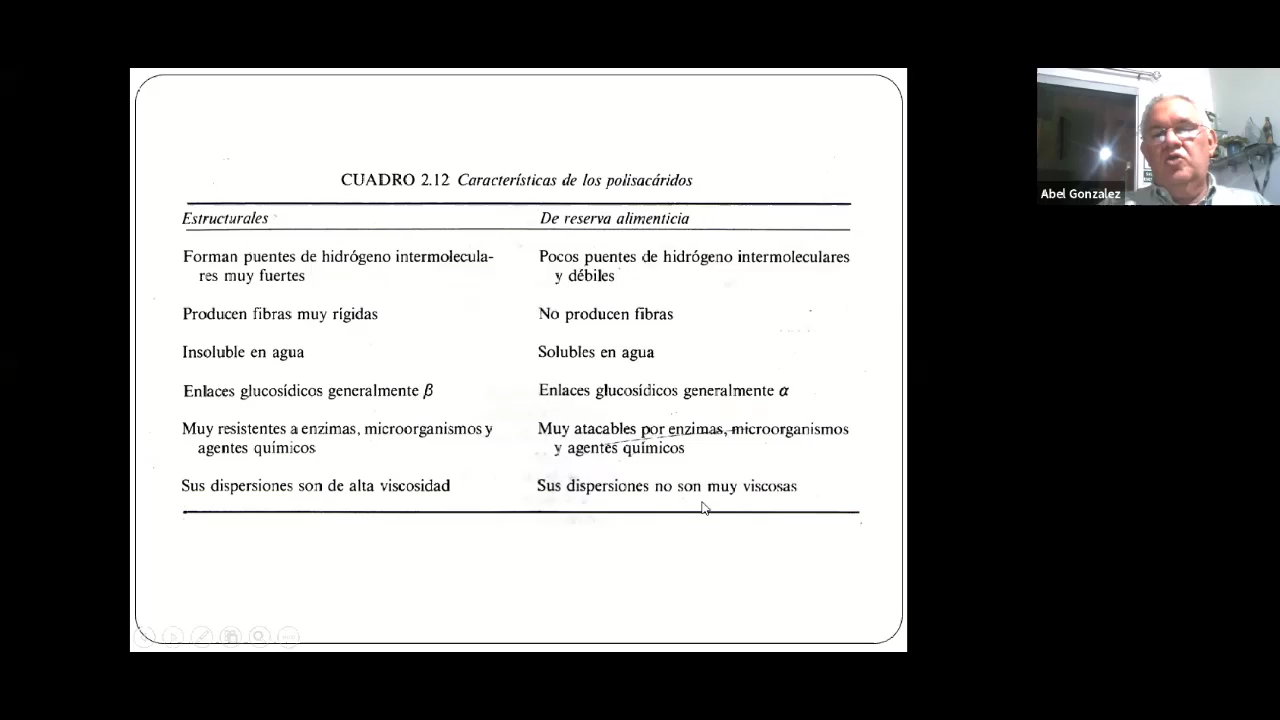 CUADRO 2.12 Características de los polisacáridos
Estructurales
De reserva alimenticia
Forman puentes de hidrógeno intermolecula-
res muy fuertes
Pocos puentes de hidrógeno intermoleculares
y débiles
Producen fibras muy rígidas
No producen fibras
Insoluble en agua
Solubles en agua
Enlaces glucosídicos generalmente β
Enlaces glucosídicos generalmente α
Muy resistentes a enzimas, microorganismos y
agentes químicos
Muy atacables por enzimas, microorganismos
y agentes químicos
Sus dispersiones son de alta viscosidad
Sus dispersiones no son muy viscosas
Abel Gonzalez